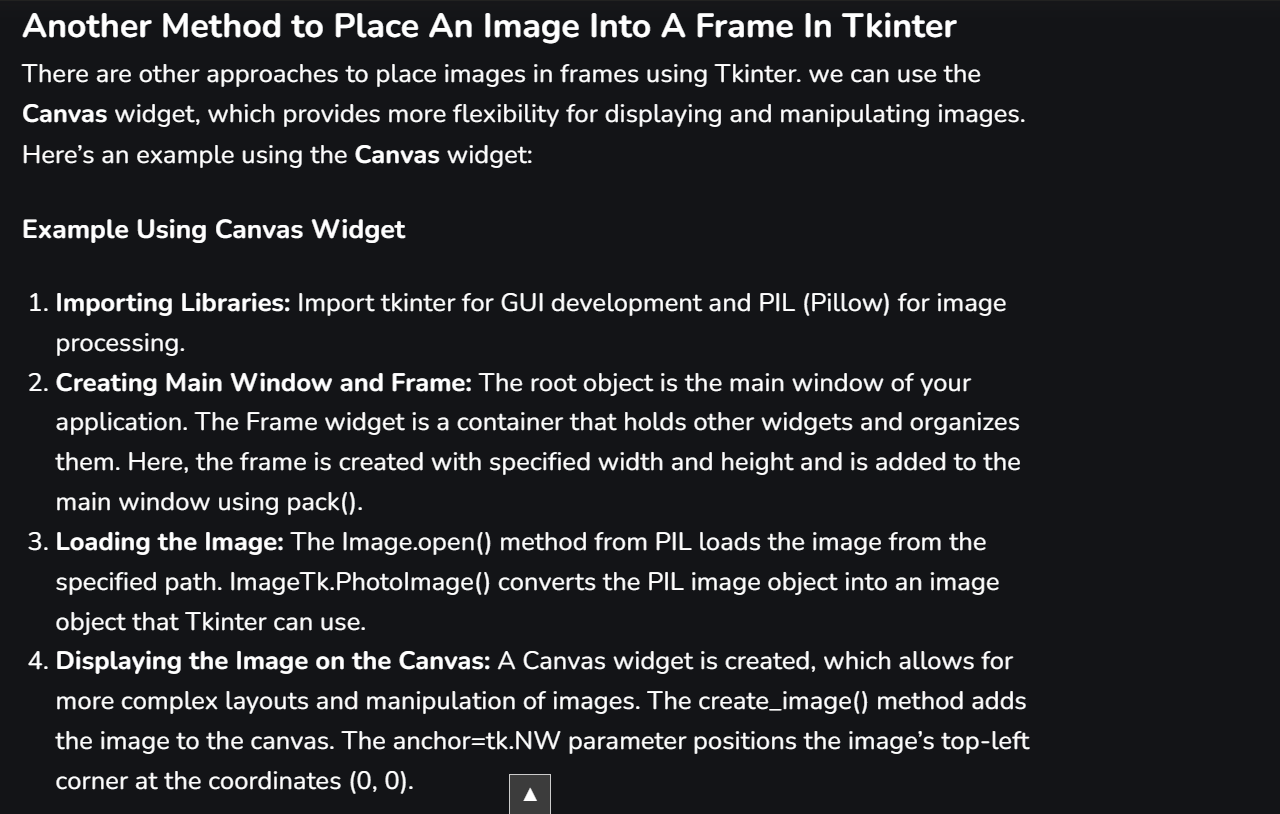 Another Method to Place An Image Into A Frame In Tkinter
There are other approaches to place images in frames using Tkinter. we can use the
Canvas widget, which provides more flexibility for displaying and manipulating images.
Here’s an example using the Canvas widget:
Example Using Canvas Widget
1. Importing Libraries: Import tkinter for GUI development and PIL (Pillow) for image
processing.
2. Creating Main Window and Frame: The root object is the main window of your
application. The Frame widget is a container that holds other widgets and organizes
them. Here, the frame is created with specified width and height and is added to the
main window using pack().
3. Loading the Image: The Image.open() method from PIL loads the image from the
specified path. ImageTk.PhotoImage() converts the PIL image object into an image
object that Tkinter can use.
4. Displaying the Image on the Canvas: A Canvas widget is created, which allows for
more complex layouts and manipulation of images. The create_image() method adds
the image to the canvas. The anchor=tk.NW parameter positions the image’s top-left
corner at the coordinates (0, 0).